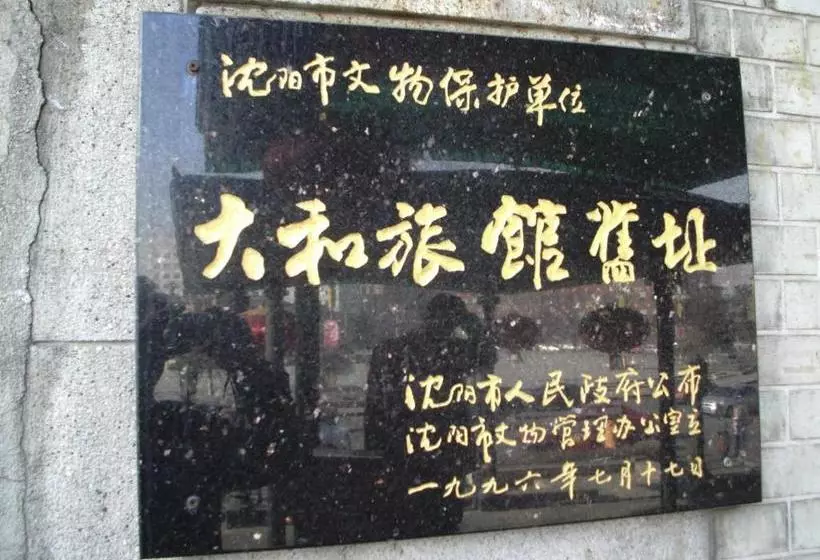 沈阳市文物保护单位
大和旅館舊址
沈阳市人民政府公布
沈阳市文物管理办公室立
一九九六年七月十七日